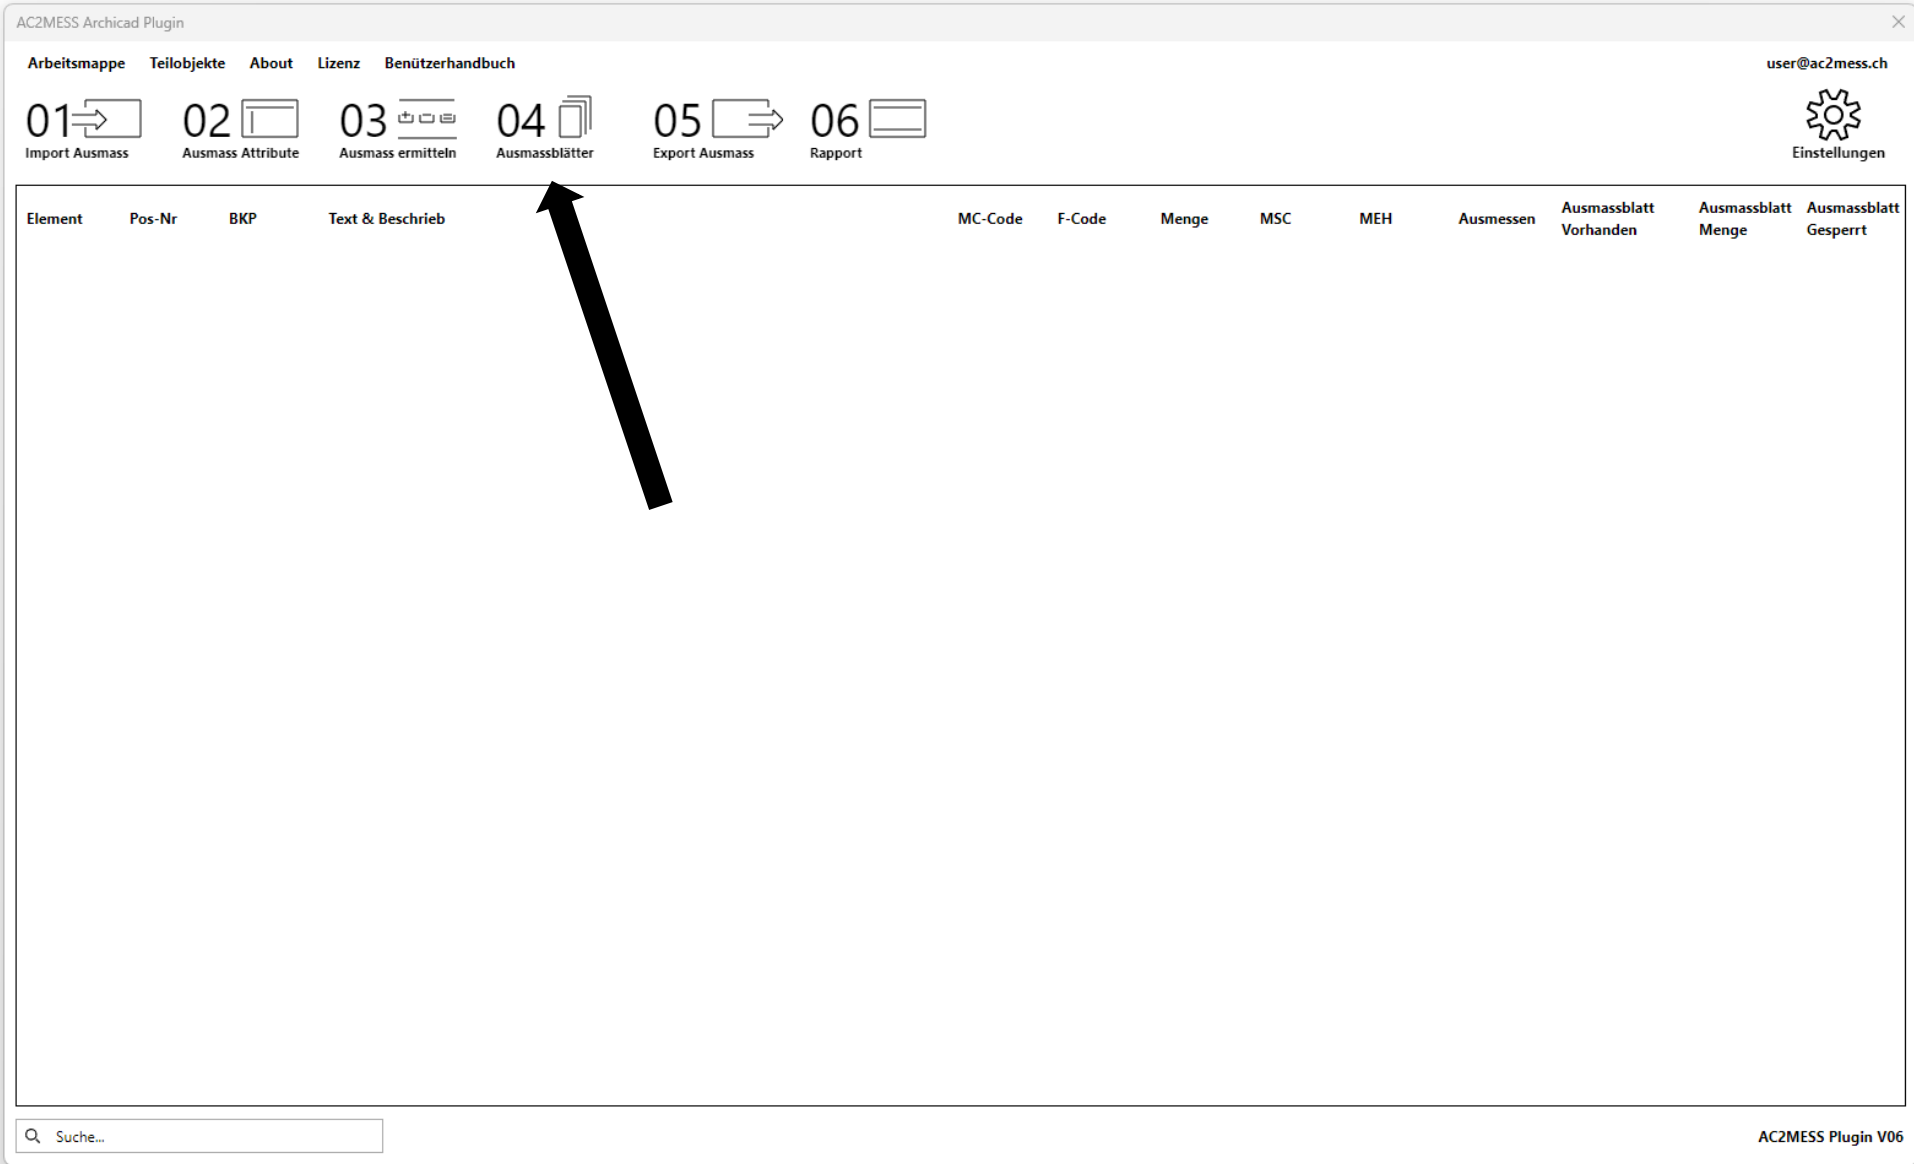 AC2MESS Archicad Plugin
Arbeitsmappe Teilobjekte About Lizenz Benützerhandbuch user@ac2mess.ch
01 02 03 04 05 06
Import Ausmass Ausmass Attribute Ausmass ermitteln Ausmassblätter Export Ausmass Rapport Einstellungen
Element Pos-Nr BKP Text & Beschrieb MC-Code F-Code Menge MSC MEH Ausmessen Ausmassblatt Vorhanden Ausmassblatt Menge Ausmassblatt Gesperrt
Suche... AC2MESS Plugin V06